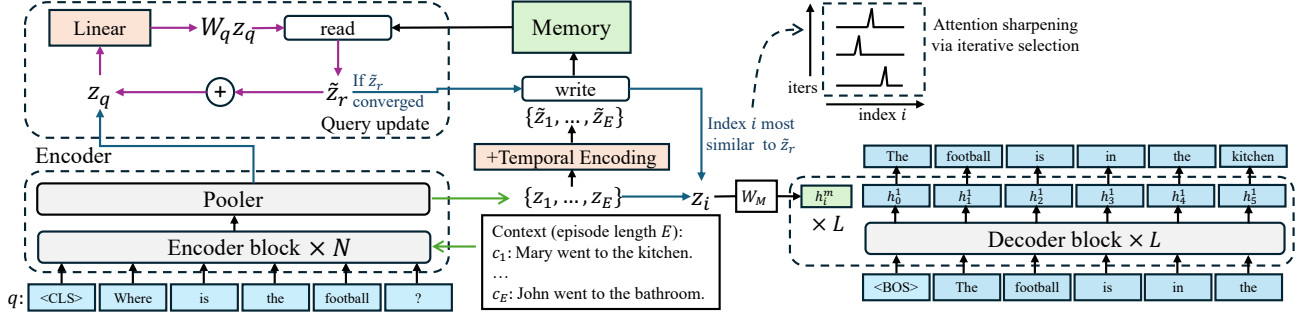 Linear
W_q z_q
read
Memory
z_q
+
z̃_r
If z̃_r
converged
Query update
write
{z̃_1, …, z̃_E}
+Temporal Encoding
{z_1, …, z_E}
z_i
W_M
Index i most
similar to z̃_r
iters
index i
Attention sharpening
via iterative selection
Encoder
Pooler
Encoder block × N
q: <CLS> Where is the football ?
Context (episode length E):
c_1: Mary went to the kitchen.
…
c_E: John went to the bathroom.
The football is in the kitchen
h_i^m
× L
h_0^1 h_1^1 h_2^1 h_3^1 h_4^1 h_5^1
Decoder block × L
<BOS> The football is in the